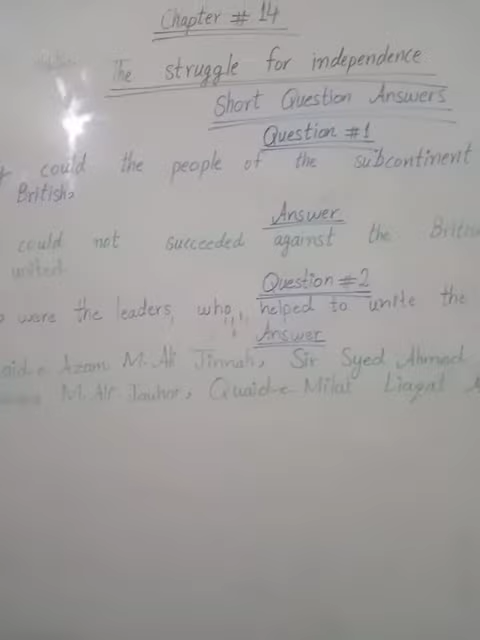 Chapter # 14
The struggle for independence
Short Question Answers
Question #1
could the people of the subcontinent
British?
Answer
could not succeeded against the
united
Question #2
were the leaders, who helped to unite the
Answer
Azam M. Ali Jinnah, Sir Syed Ahmad
M. Ali Jauhar, Quaid-e Milat Liaqat